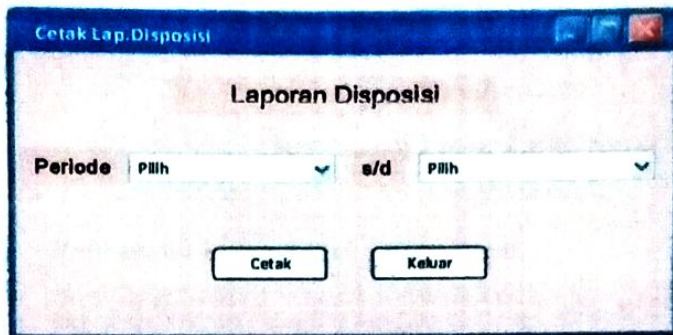 Cetak Lap.Disposisi
Laporan Disposisi
Periode Pilih s/d Pilih
Cetak Keluar